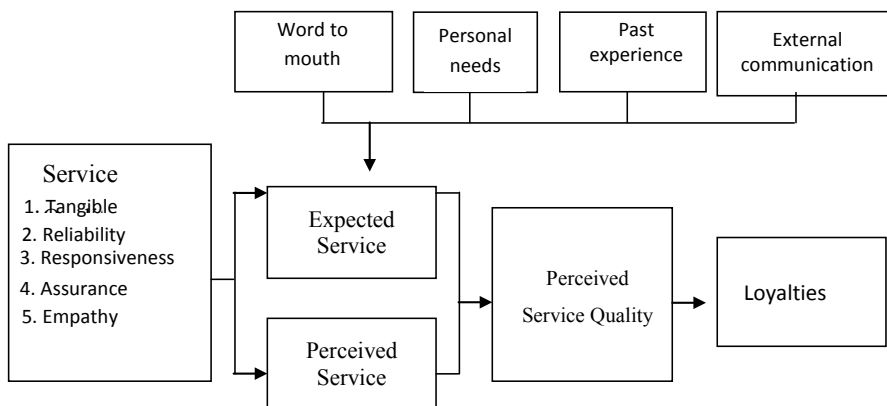 Word to
mouth
Personal
needs
Past
experience
External
communication
Service
1. Tangible
2. Reliability
3. Responsiveness
4. Assurance
5. Empathy
Expected
Service
Perceived
Service
Perceived
Service Quality
Loyalties